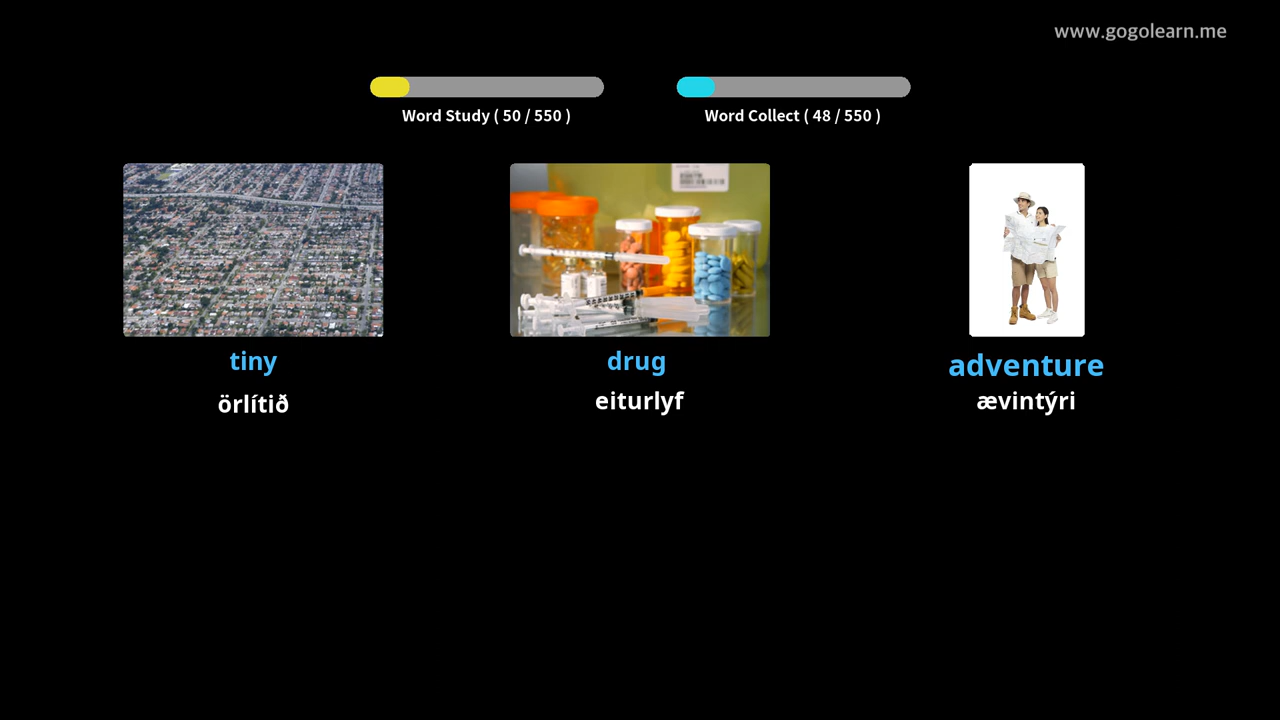 www.gogolearn.me
Word Study ( 50 / 550 )
Word Collect ( 48 / 550 )
tiny
örlítið
drug
eiturlyf
adventure
ævintýri